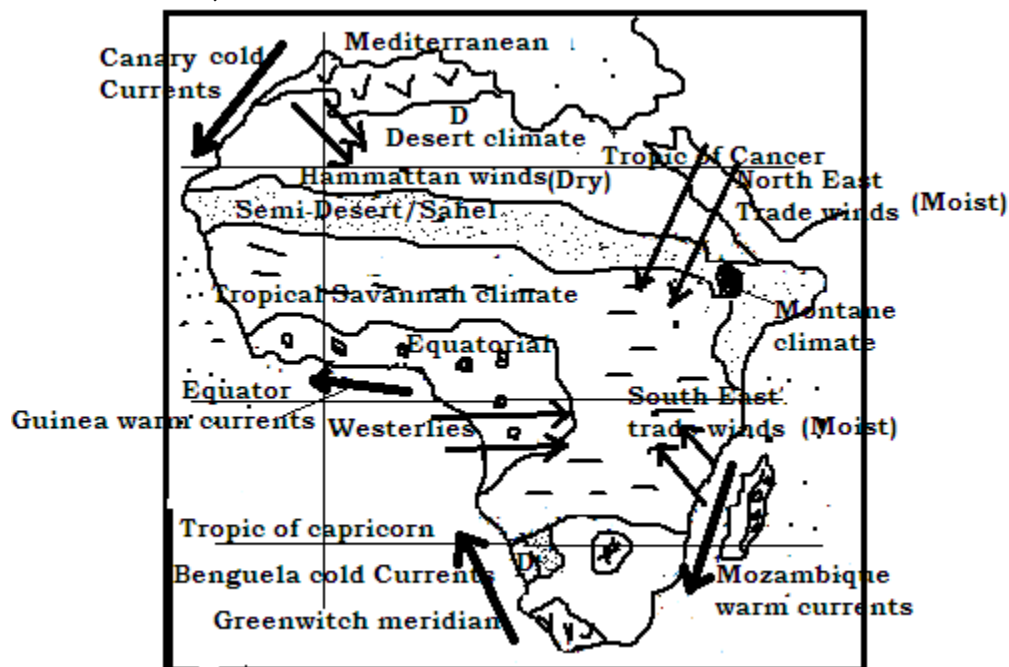 Mediterranean
Canary cold
Currents
D
Desert climate
Tropic of Cancer
Hammattan winds(Dry)
North East
Trade winds (Moist)
Semi-Desert/Sahel
Tropical Savannah climate
Montane
climate
Equatorial
Equator
South East
Guinea warm currents
Westerlies
trade winds (Moist)
Tropic of capricorn
D
Benguela cold Currents
Mozambique
warm currents
Greenwitch meridian